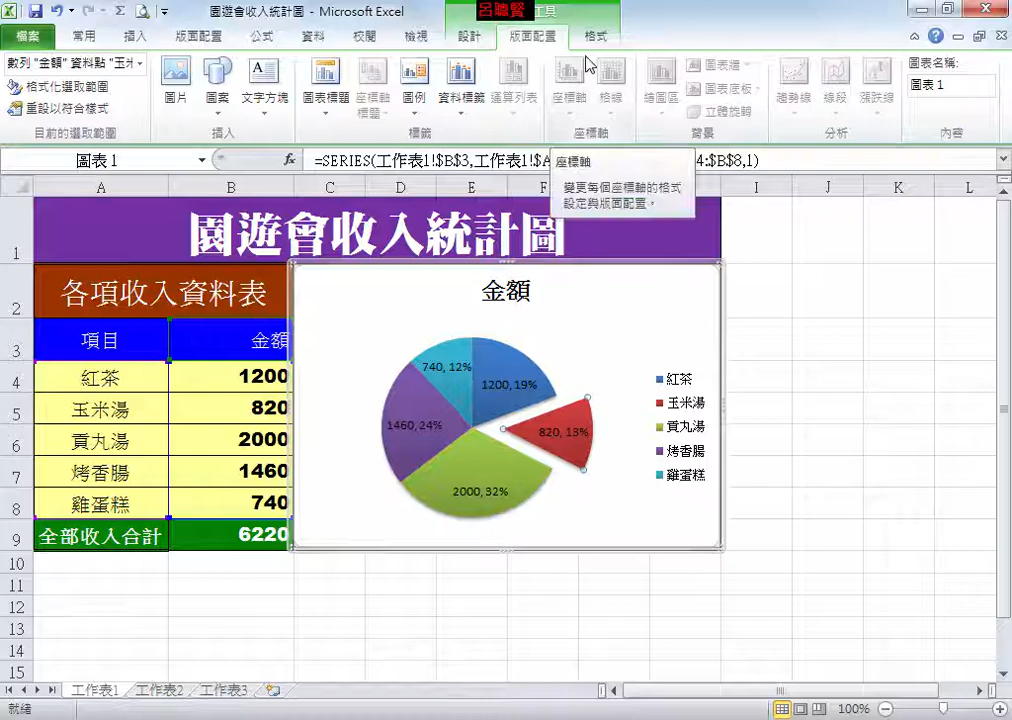 園遊會收入統計圖 - Microsoft Excel
呂聰賢
工具
檔案 常用 插入 版面配置 公式 資料 校閱 檢視 設計 版面配置 格式
數列 "金額" 資料點 "玉米
格式化選取範圍
重設以符合樣式
目前的選取範圍
圖片 圖案 文字方塊
插入
圖表標題 座標軸標題 圖例 資料標籤 運算列表
標籤
座標軸 格線
座標軸
繪圖區 圖表牆
圖表底板
立體旋轉
背景
趨勢線 線段 漲跌線
分析
圖表名稱:
圖表 1
內容
圖表 1
fx
=SERIES(工作表1!$B$3,工作表1!$A
4:$B$8,1)
座標軸
變更每個座標軸的格式
設定與版面配置。
A B C D E F I J K L
1 園遊會收入統計圖
2 各項收入資料表
3 項目 金額
4 紅茶 1200
5 玉米湯 820
6 貢丸湯 2000
7 烤香腸 1460
8 雞蛋糕 740
9 全部收入合計 6220
10
11
12
13
14
15
金額
740, 12%
1200, 19%
1460, 24%
820, 13%
2000, 32%
紅茶
玉米湯
貢丸湯
烤香腸
雞蛋糕
工作表1 工作表2 工作表3
就緒
100%